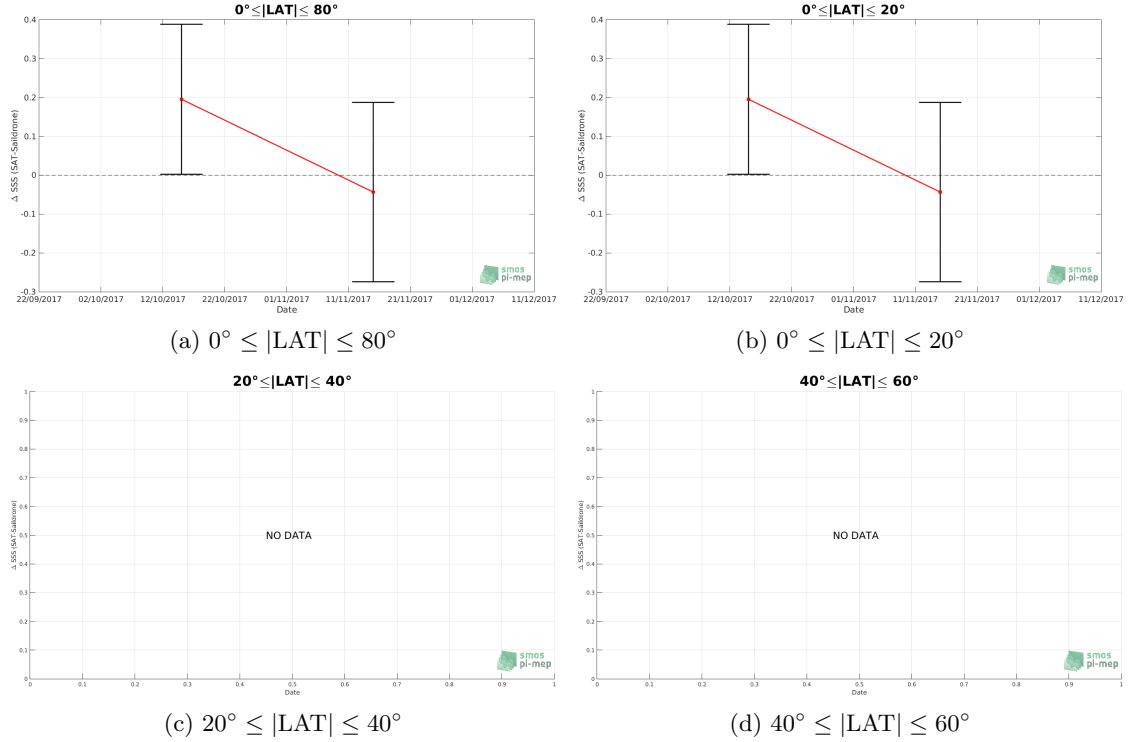 0°≤|LAT|≤ 80°
0.4
0.3
0.2
0.1
0
-0.1
-0.2
-0.3
Δ SSS (SAT-Saildrone)
22/09/2017 02/10/2017 12/10/2017 22/10/2017 01/11/2017 11/11/2017 21/11/2017 01/12/2017 11/12/2017
Date
smos
pi-mep
(a) 0° ≤ |LAT| ≤ 80°
0°≤|LAT|≤ 20°
0.4
0.3
0.2
0.1
0
-0.1
-0.2
-0.3
Δ SSS (SAT-Saildrone)
22/09/2017 02/10/2017 12/10/2017 22/10/2017 01/11/2017 11/11/2017 21/11/2017 01/12/2017 11/12/2017
Date
smos
pi-mep
(b) 0° ≤ |LAT| ≤ 20°
20°≤|LAT|≤ 40°
1
0.9
0.8
0.7
0.6
0.5
0.4
0.3
0.2
0.1
0
Δ SSS (SAT-Saildrone)
NO DATA
0 0.1 0.2 0.3 0.4 0.5 0.6 0.7 0.8 0.9 1
Date
smos
pi-mep
(c) 20° ≤ |LAT| ≤ 40°
40°≤|LAT|≤ 60°
1
0.9
0.8
0.7
0.6
0.5
0.4
0.3
0.2
0.1
0
Δ SSS (SAT-Saildrone)
NO DATA
0 0.1 0.2 0.3 0.4 0.5 0.6 0.7 0.8 0.9 1
Date
smos
pi-mep
(d) 40° ≤ |LAT| ≤ 60°